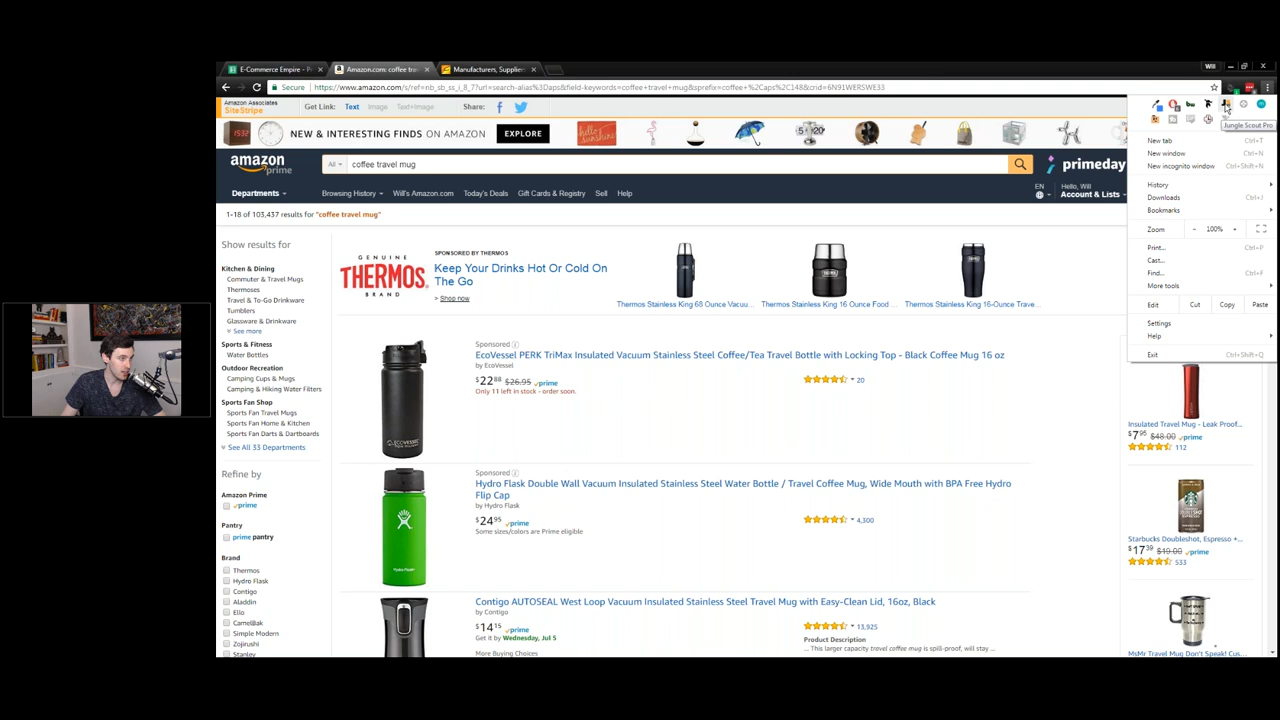 E-Commerce Empire - P
Amazon.com: coffee tra
Manufacturers, Suppliers
Will
Secure
https://www.amazon.com/s/ref=nb_sb_ss_i_8_7?url=search-alias%3Daps&field-keywords=coffee+travel+mug&sprefix=coffee+%2Caps%2C148&crid=6N91WERSWE33
Amazon Associates
SiteStripe
Get Link: Text Image Text+Image Share:
1532
NEW & INTERESTING FINDS ON AMAZON
EXPLORE
hello sunshine
Jungle Scout Pro
amazon
prime
All
coffee travel mug
primeday
Departments
Browsing History
Will's Amazon.com
Today's Deals
Gift Cards & Registry
Sell
Help
EN
Hello, Will
Account & Lists
New tab Ctrl+T
New window Ctrl+N
New incognito window Ctrl+Shift+N
History
Downloads Ctrl+J
Bookmarks
Zoom - 100% +
Print... Ctrl+P
Cast...
Find... Ctrl+F
More tools
Edit Cut Copy Paste
Settings
Help
Exit Ctrl+Shift+Q
1-18 of 103,437 results for "coffee travel mug"
Show results for
Kitchen & Dining
Commuter & Travel Mugs
Thermoses
Travel & To-Go Drinkware
Tumblers
Glassware & Drinkware
See more
Sports & Fitness
Water Bottles
Outdoor Recreation
Camping Cups & Mugs
Camping & Hiking Water Filters
Sports Fan Shop
Sports Fan Travel Mugs
Sports Fan Home & Kitchen
Sports Fan Darts & Dartboards
See All 33 Departments
Refine by
Amazon Prime
prime
Pantry
prime pantry
Brand
Thermos
Hydro Flask
Contigo
Aladdin
Ello
CamelBak
Simple Modern
Zojirushi
Stanley
GENUINE
THERMOS
BRAND
SPONSORED BY THERMOS
Keep Your Drinks Hot Or Cold On
The Go
> Shop now
Thermos Stainless King 68 Ounce Vacuu...
Thermos Stainless King 16 Ounce Food ...
Thermos Stainless King 16-Ounce Trave...
Sponsored
EcoVessel PERK TriMax Insulated Vacuum Stainless Steel Coffee/Tea Travel Bottle with Locking Top - Black Coffee Mug 16 oz
by EcoVessel
$22 88 $26.95 prime
Only 11 left in stock - order soon.
20
ECOVESSEL
Sponsored
Hydro Flask Double Wall Vacuum Insulated Stainless Steel Water Bottle / Travel Coffee Mug, Wide Mouth with BPA Free Hydro
Flip Cap
by Hydro Flask
$24 95 prime
Some sizes/colors are Prime eligible
4,300
Hydro Flask
Contigo AUTOSEAL West Loop Vacuum Insulated Stainless Steel Travel Mug with Easy-Clean Lid, 16oz, Black
by Contigo
$14 15 prime
Get it by Wednesday, Jul 5
More Buying Choices
13,925
Product Description
... This larger capacity travel coffee mug is spill-proof, will stay ...
Insulated Travel Mug - Leak Proof...
$7 95 $48.00 prime
112
Starbucks Doubleshot, Espresso +...
$17 39 $19.00 prime
533
MsMr Travel Mug Don't Speak! Cus...